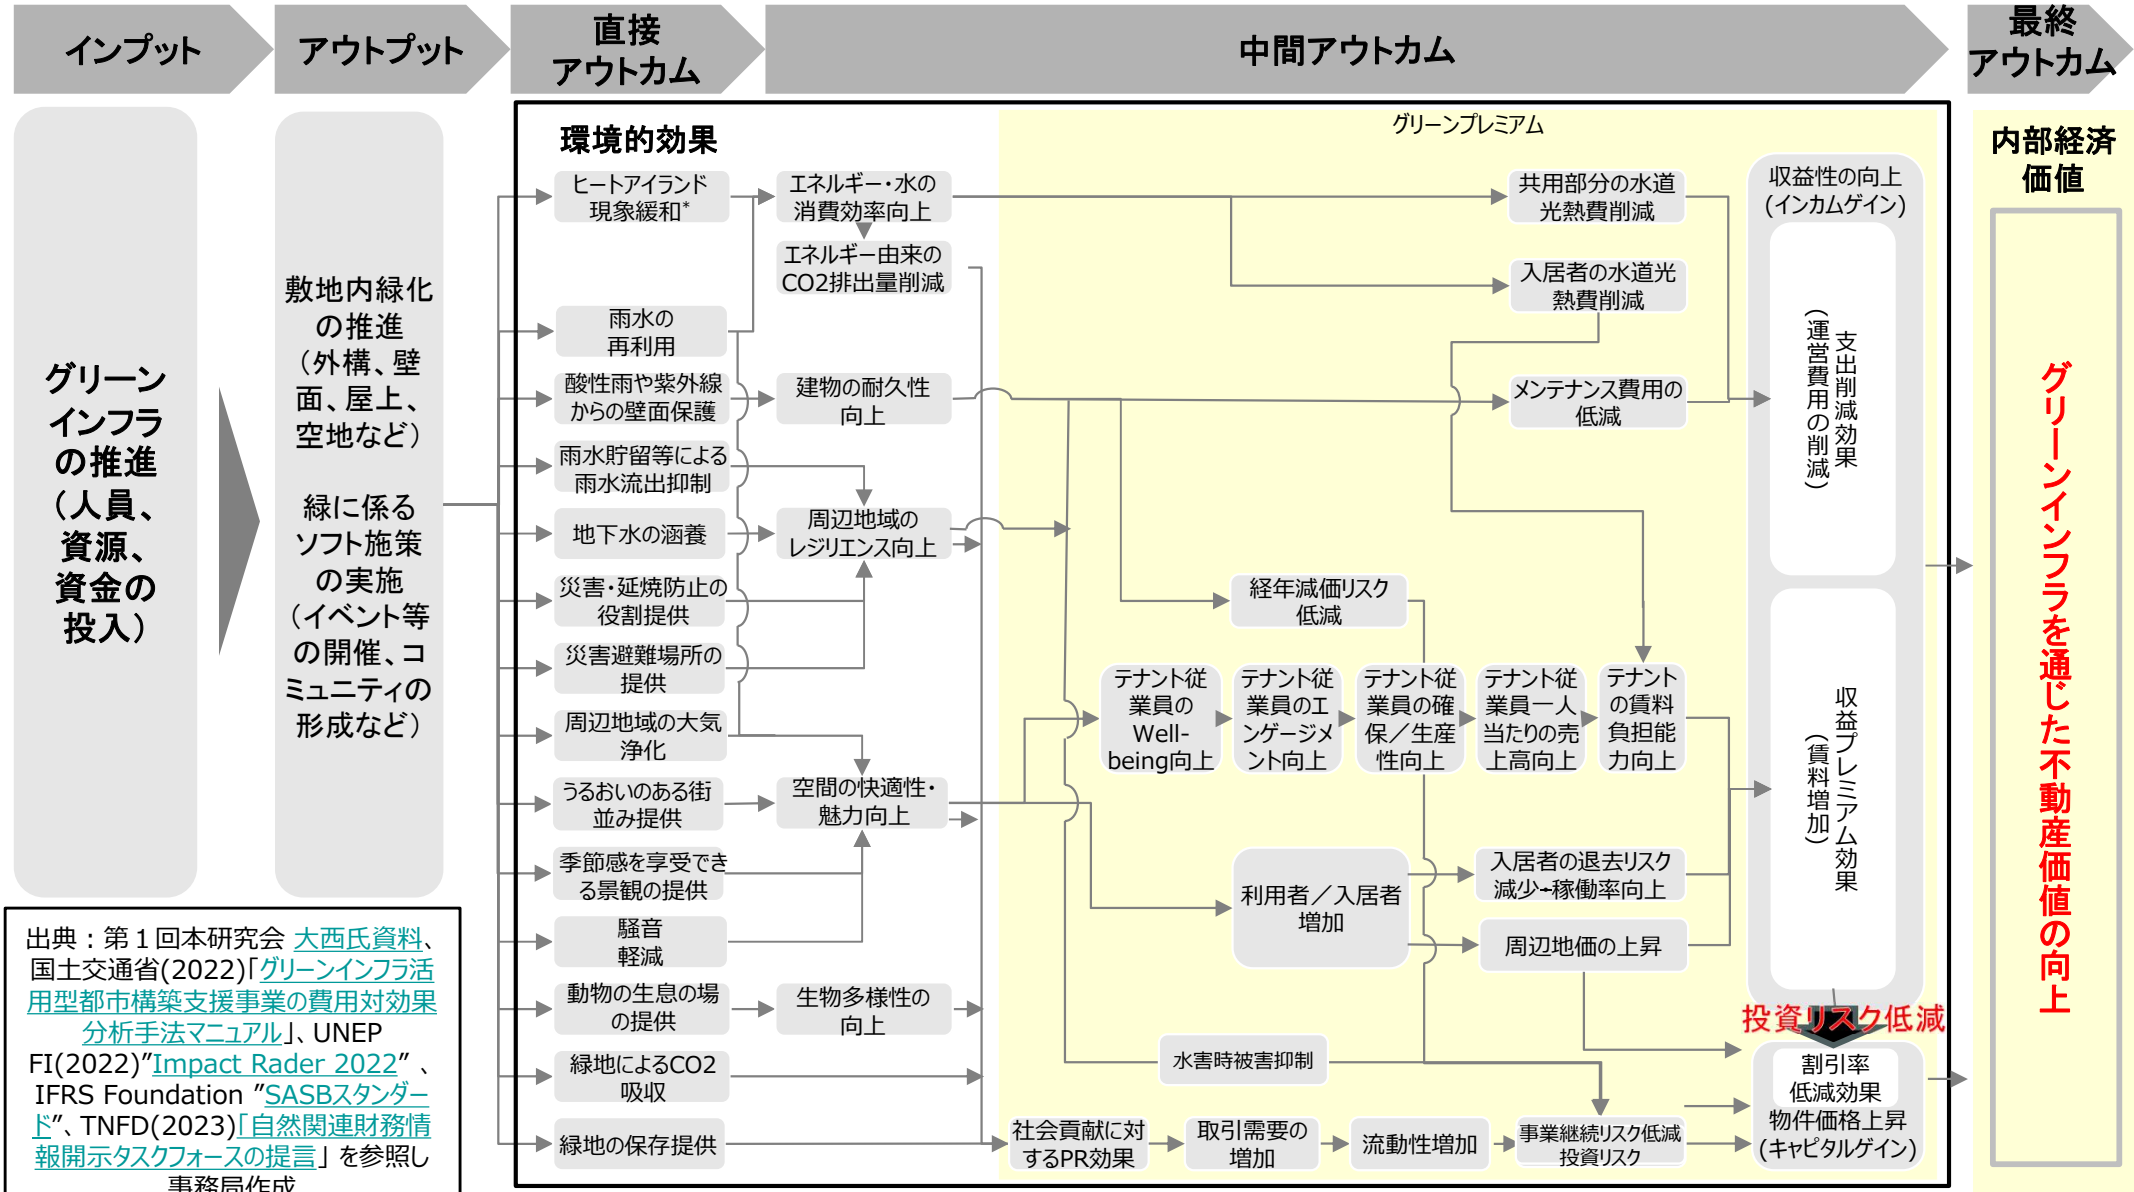 インプット
アウトプット
直接
アウトカム
中間アウトカム
最終
アウトカム
グリーン
インフラ
の推進
（人員、
資源、
資金の
投入）
敷地内緑化
の推進
（外構、壁
面、屋上、
空地など）
緑に係る
ソフト施策
の実施
（イベント等
の開催、コ
ミュニティの
形成など）
環境的効果
ヒートアイランド
現象緩和*
雨水の
再利用
酸性雨や紫外線
からの壁面保護
雨水貯留等による
雨水流出抑制
地下水の涵養
災害・延焼防止の
役割提供
災害避難場所の
提供
周辺地域の大気
浄化
うるおいのある街
並み提供
季節感を享受でき
る景観の提供
騒音
軽減
動物の生息の場
の提供
緑地によるCO2
吸収
緑地の保存提供
エネルギー・水の
消費効率向上
エネルギー由来の
CO2排出量削減
建物の耐久性
向上
周辺地域の
レジリエンス向上
空間の快適性・
魅力向上
生物多様性の
向上
グリーンプレミアム
共用部分の水道
光熱費削減
入居者の水道光
熱費削減
メンテナンス費用の
低減
経年減価リスク
低減
テナント従
業員の
Well-
being向上
テナント従
業員のエ
ンゲージメ
ント向上
テナント従
業員の確
保／生産
性向上
テナント従
業員一人
当たりの売
上高向上
テナント
の賃料
負担能
力向上
利用者／入居者
増加
入居者の退去リスク
減少→稼働率向上
周辺地価の上昇
水害時被害抑制
社会貢献に対
するPR効果
取引需要の
増加
流動性増加
事業継続リスク低減
投資リスク
収益性の向上
(インカムゲイン)
支出削減効果
（運営費用の削減）
収益プレミアム効果
（賃料増加）
投資リスク低減
割引率
低減効果
物件価格上昇
(キャピタルゲイン)
内部経済
価値
グリーンインフラを通じた不動産価値の向上
出典：第１回本研究会 大西氏資料、
国土交通省(2022)「グリーンインフラ活
用型都市構築支援事業の費用対効果
分析手法マニュアル」、UNEP
FI(2022)”Impact Rader 2022” 、
IFRS Foundation ”SASBスタンダー
ド”、TNFD(2023)「自然関連財務情
報開示タスクフォースの提言」を参照し
事務局作成